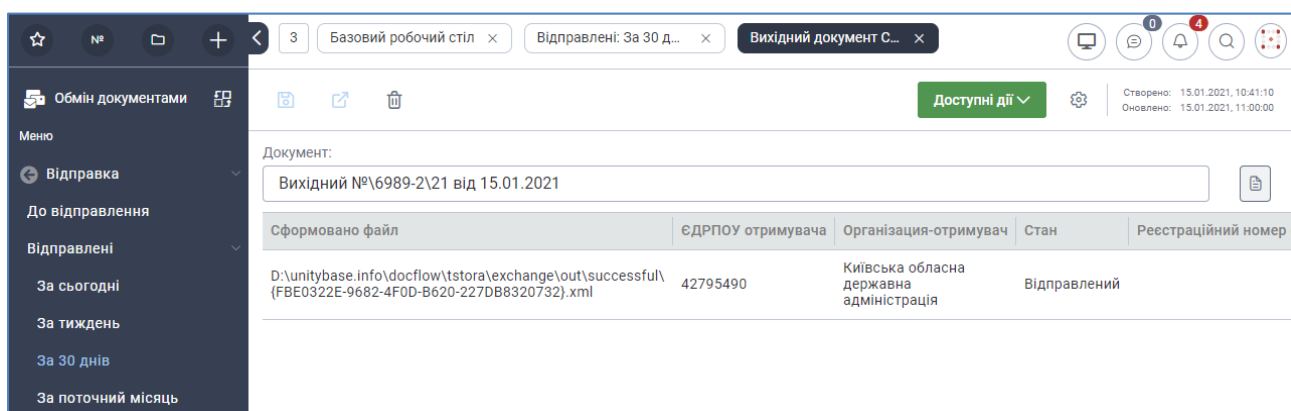 №
3
Базовий робочий стіл ×
Відправлені: За 30 д... ×
Вихідний документ С... ×
0
4
Обмін документами
Доступні дії
Створено: 15.01.2021, 10:41:10
Оновлено: 15.01.2021, 11:00:00
Меню
Відправка
До відправлення
Відправлені
За сьогодні
За тиждень
За 30 днів
За поточний місяць
Документ:
Вихідний №\6989-2\21 від 15.01.2021
Сформовано файл ЄДРПОУ отримувача Організация-отримувач Стан Реєстраційний номер
D:\unitybase.info\docflow\tstora\exchange\out\successful\
{FBE0322E-9682-4F0D-B620-227DB8320732}.xml
42795490
Київська обласна
державна
адміністрація
Відправлений